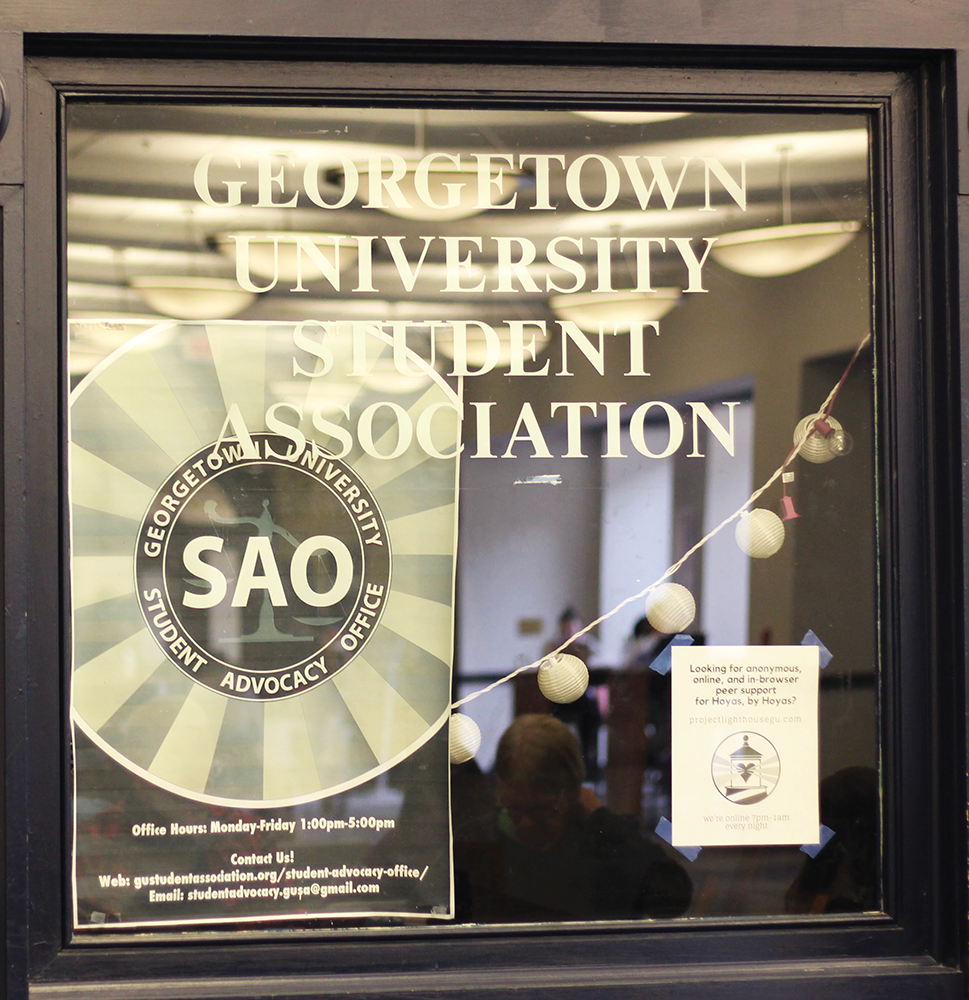 GEORGETOWN
UNIVERSITY
STUDENT
ASSOCIATION
GEORGETOWN UNIVERSITY
SAO
STUDENT ADVOCACY OFFICE
Office Hours: Monday-Friday 1:00pm-5:00pm
Contact Us!
Web: gustudentassociation.org/student-advocacy-office/
Email: studentadvocacy.gusa@gmail.com
Looking for anonymous,
online, and in-browser
peer support
for Hoyas, by Hoyas?
projectlighthousegu.com
we're online 7pm-1am
every night